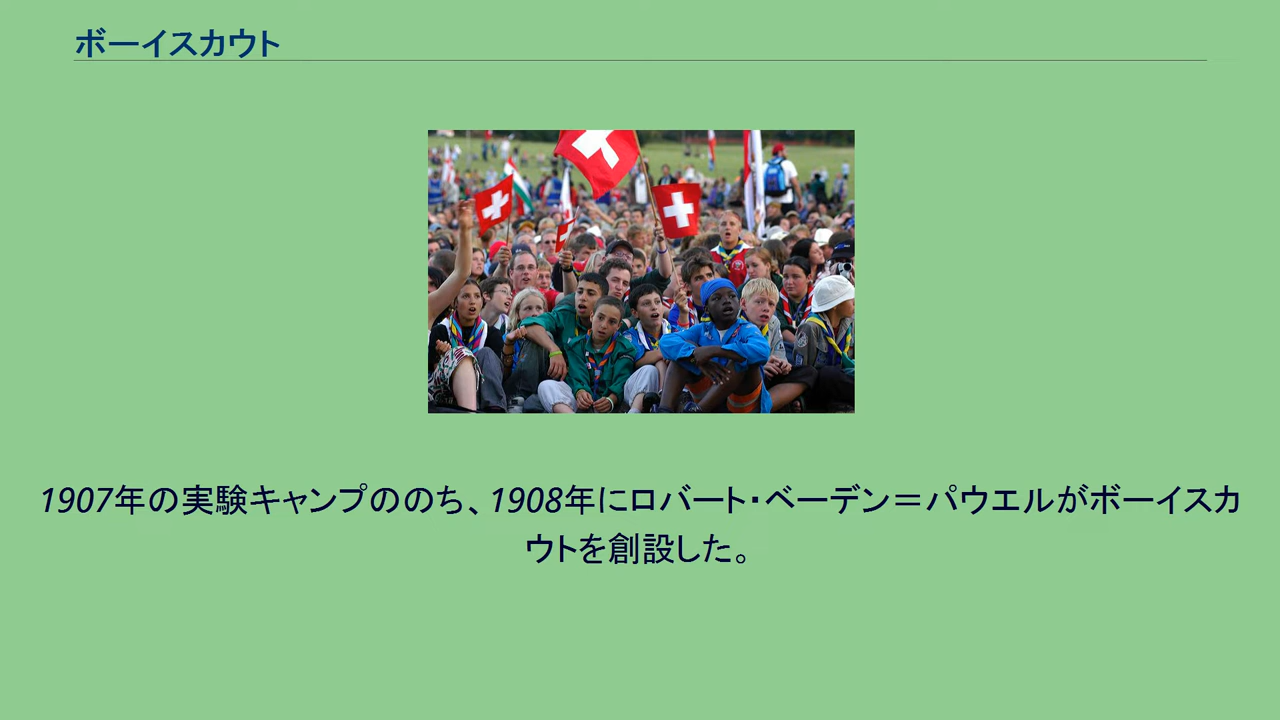 ボーイスカウト
1907年の実験キャンプののち、1908年にロバート・ベーデン＝パウエルがボーイスカ
ウトを創設した。